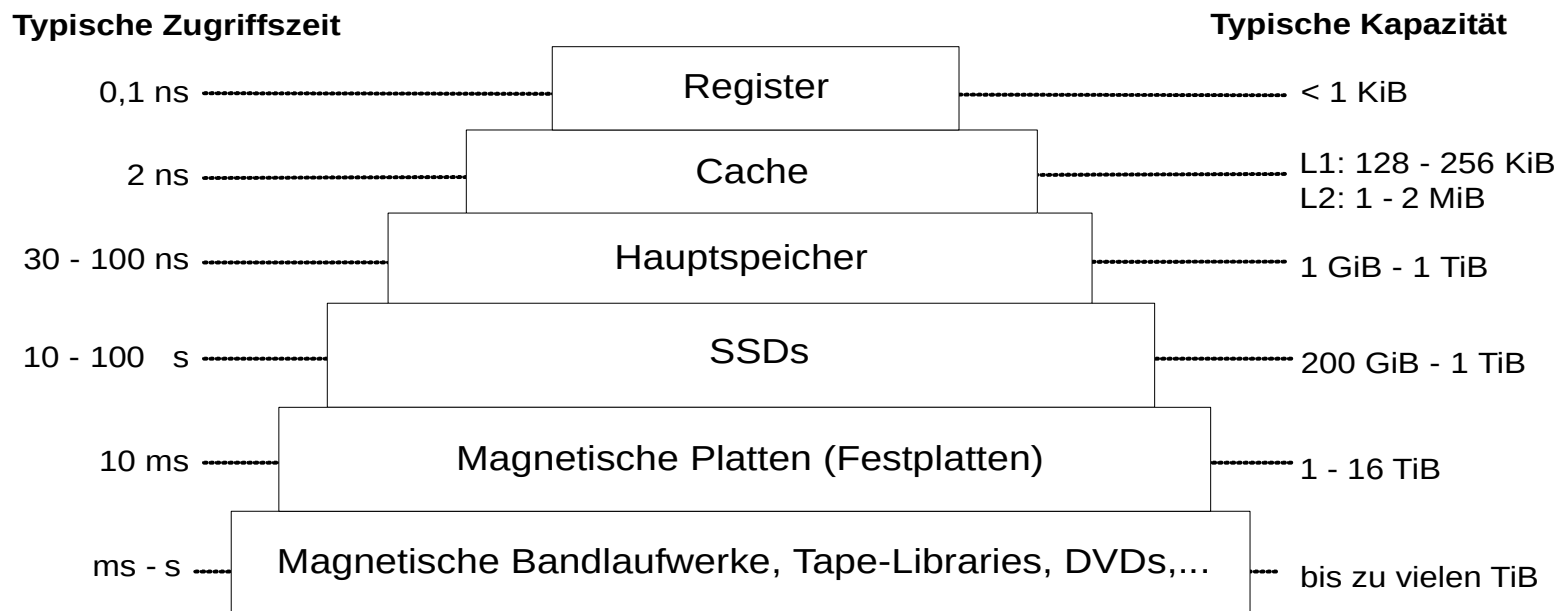 Typische Zugriffszeit
Typische Kapazität
0,1 ns
Register
< 1 KiB
2 ns
Cache
L1: 128 - 256 KiB
L2: 1 - 2 MiB
30 - 100 ns
Hauptspeicher
1 GiB - 1 TiB
10 - 100 s
SSDs
200 GiB - 1 TiB
10 ms
Magnetische Platten (Festplatten)
1 - 16 TiB
ms - s
Magnetische Bandlaufwerke, Tape-Libraries, DVDs,...
bis zu vielen TiB